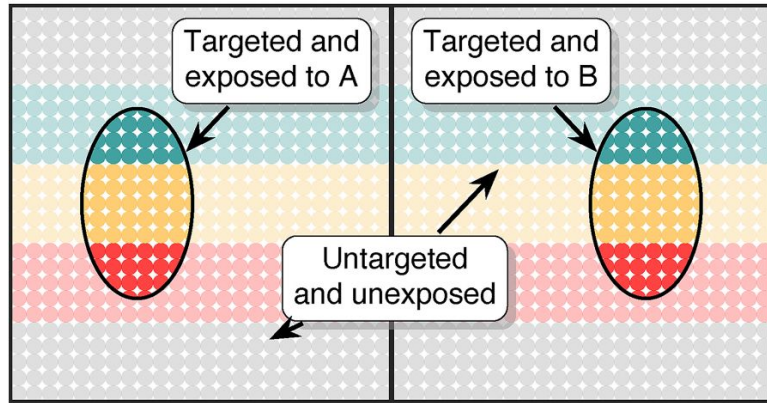 Targeted and
exposed to A
Targeted and
exposed to B
Untargeted
and unexposed